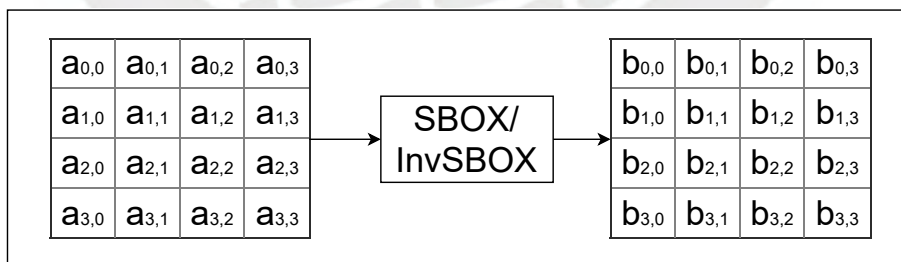 a0,0 a0,1 a0,2 a0,3 b0,0 b0,1 b0,2 b0,3
a1,0 a1,1 a1,2 a1,3 b1,0 b1,1 b1,2 b1,3
SBOX/
InvSBOX
a2,0 a2,1 a2,2 a2,3 b2,0 b2,1 b2,2 b2,3
a3,0 a3,1 a3,2 a3,3 b3,0 b3,1 b3,2 b3,3